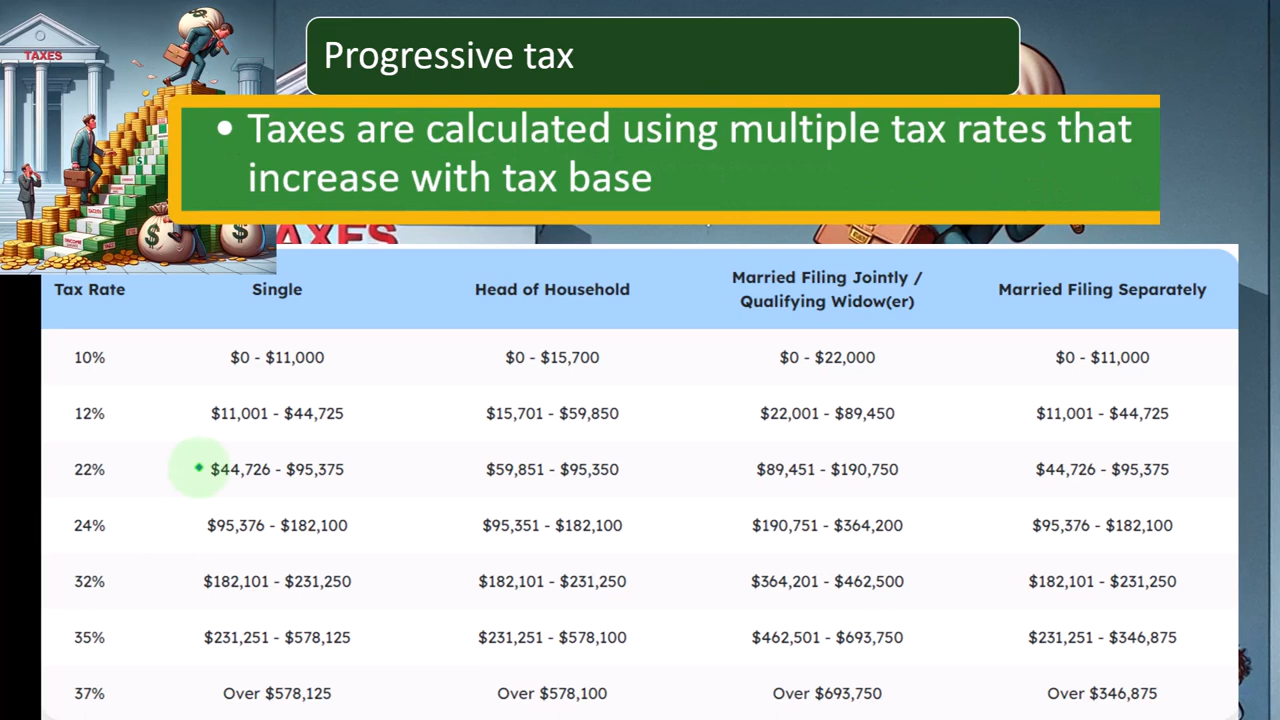 TAXES
Progressive tax
• Taxes are calculated using multiple tax rates that
increase with tax base
AXES
Tax Rate Single Head of Household Married Filing Jointly / Qualifying Widow(er) Married Filing Separately
10% $0 - $11,000 $0 - $15,700 $0 - $22,000 $0 - $11,000
12% $11,001 - $44,725 $15,701 - $59,850 $22,001 - $89,450 $11,001 - $44,725
22% $44,726 - $95,375 $59,851 - $95,350 $89,451 - $190,750 $44,726 - $95,375
24% $95,376 - $182,100 $95,351 - $182,100 $190,751 - $364,200 $95,376 - $182,100
32% $182,101 - $231,250 $182,101 - $231,250 $364,201 - $462,500 $182,101 - $231,250
35% $231,251 - $578,125 $231,251 - $578,100 $462,501 - $693,750 $231,251 - $346,875
37% Over $578,125 Over $578,100 Over $693,750 Over $346,875